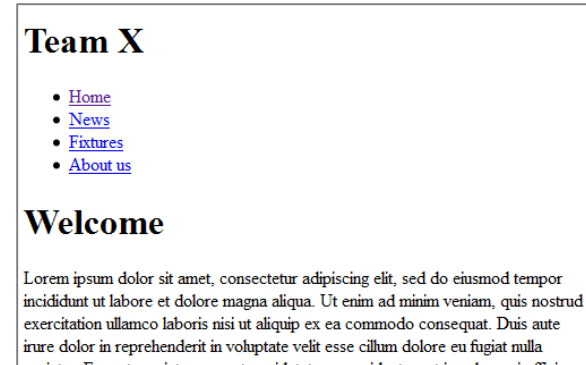 Team X
Home
News
Fixtures
About us
Welcome
Lorem ipsum dolor sit amet, consectetur adipiscing elit, sed do eiusmod tempor
incididunt ut labore et dolore magna aliqua. Ut enim ad minim veniam, quis nostrud
exercitation ullamco laboris nisi ut aliquip ex ea commodo consequat. Duis aute
irure dolor in reprehenderit in voluptate velit esse cillum dolore eu fugiat nulla